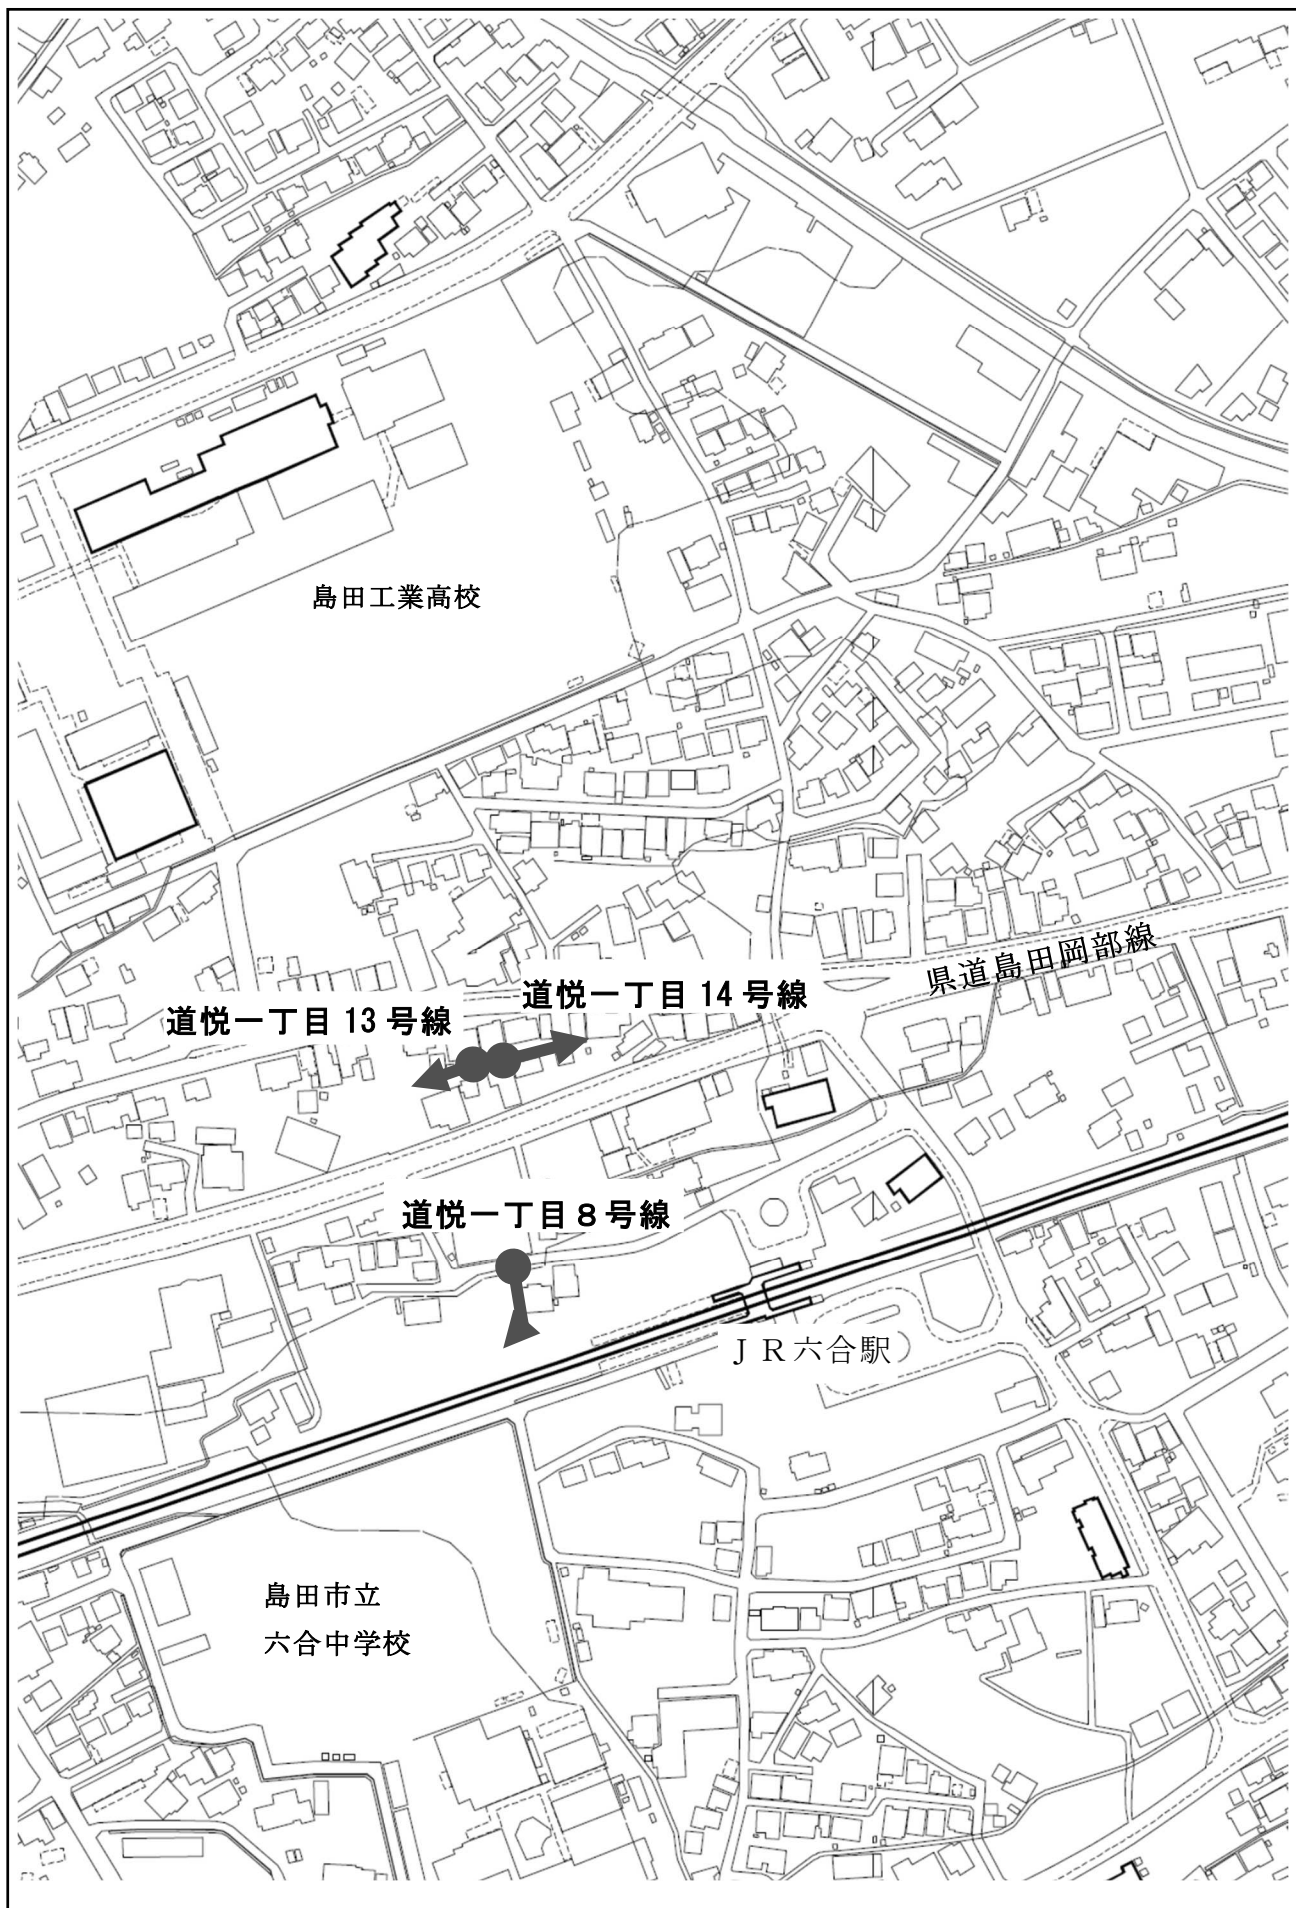 島田工業高校
県道島田岡部線
道悦一丁目 14 号線
道悦一丁目 13 号線
道悦一丁目８号線
ＪＲ六合駅
島田市立
六合中学校